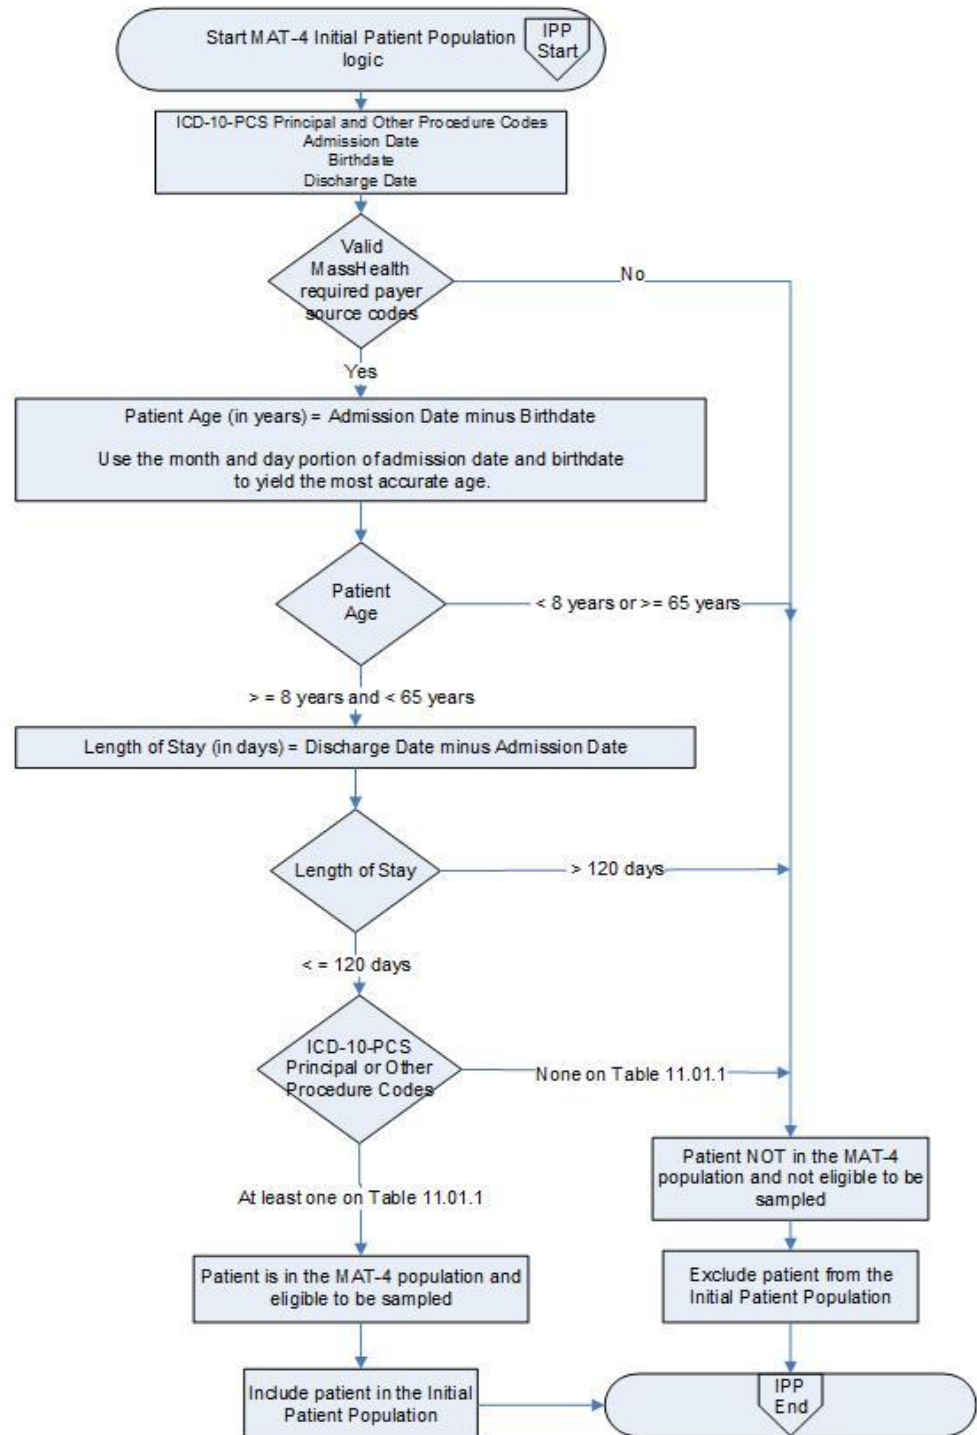 Start MAT-4 Initial Patient Population
logic
IPP
Start
ICD-10-PCS Principal and Other Procedure Codes
Admission Date
Birthdate
Discharge Date
Valid
MassHealth
required payer
source codes
No
Yes
Patient Age (in years) = Admission Date minus Birthdate
Use the month and day portion of admission date and birthdate
to yield the most accurate age.
Patient
Age
< 8 years or >= 65 years
> = 8 years and < 65 years
Length of Stay (in days) = Discharge Date minus Admission Date
Length of Stay
> 120 days
< = 120 days
ICD-10-PCS
Principal or Other
Procedure Codes
None on Table 11.01.1
At least one on Table 11.01.1
Patient NOT in the MAT-4
population and not eligible to be
sampled
Patient is in the MAT-4 population and
eligible to be sampled
Exclude patient from the
Initial Patient Population
Include patient in the Initial
Patient Population
IPP
End